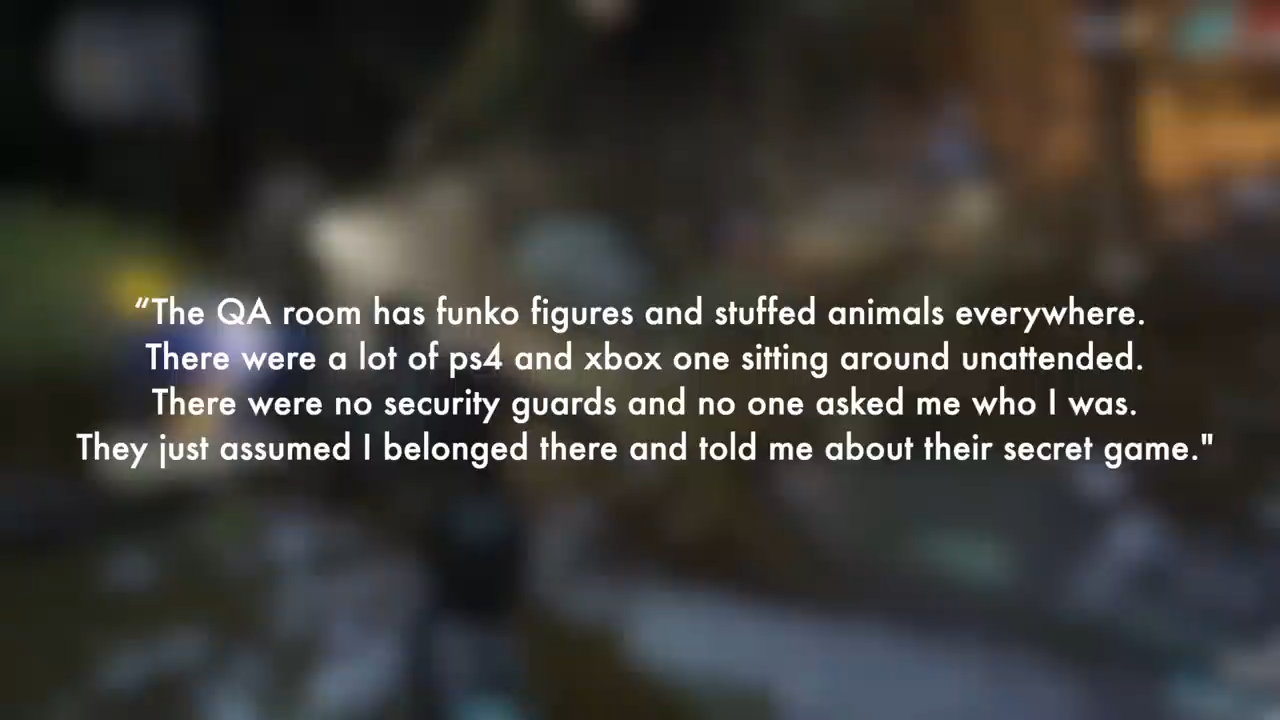 “The QA room has funko figures and stuffed animals everywhere.
There were a lot of ps4 and xbox one sitting around unattended.
There were no security guards and no one asked me who I was.
They just assumed I belonged there and told me about their secret game."